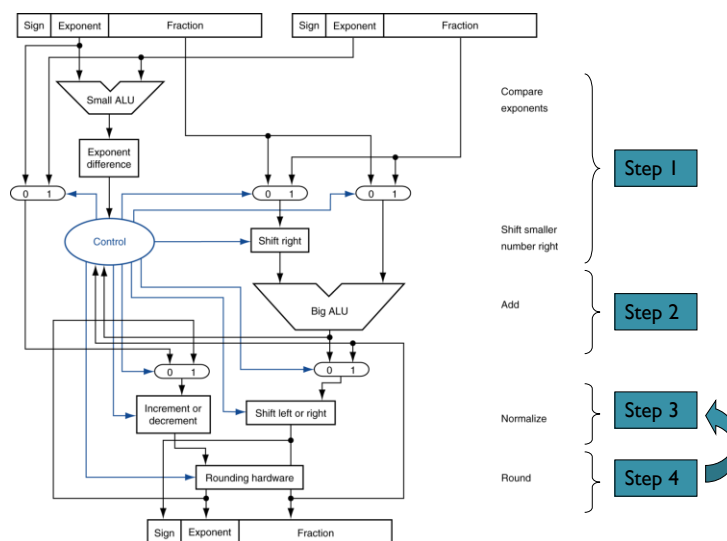 Sign Exponent Fraction Sign Exponent Fraction
Small ALU
Compare
exponents
Step 1
Exponent
difference
0 1 0 1 0 1
Control
Shift right
Shift smaller
number right
Big ALU
Add
Step 2
0 1 0 1
Increment or
decrement
Shift left or right
Normalize
Step 3
Rounding hardware
Round
Step 4
Sign Exponent Fraction